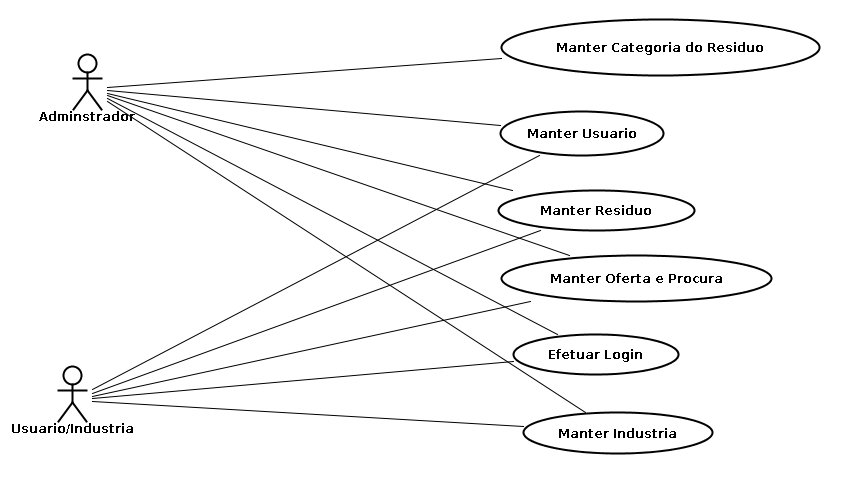 Manter Categoria do Residuo
Adminstrador
Manter Usuario
Manter Residuo
Manter Oferta e Procura
Efetuar Login
Usuario/Industria
Manter Industria